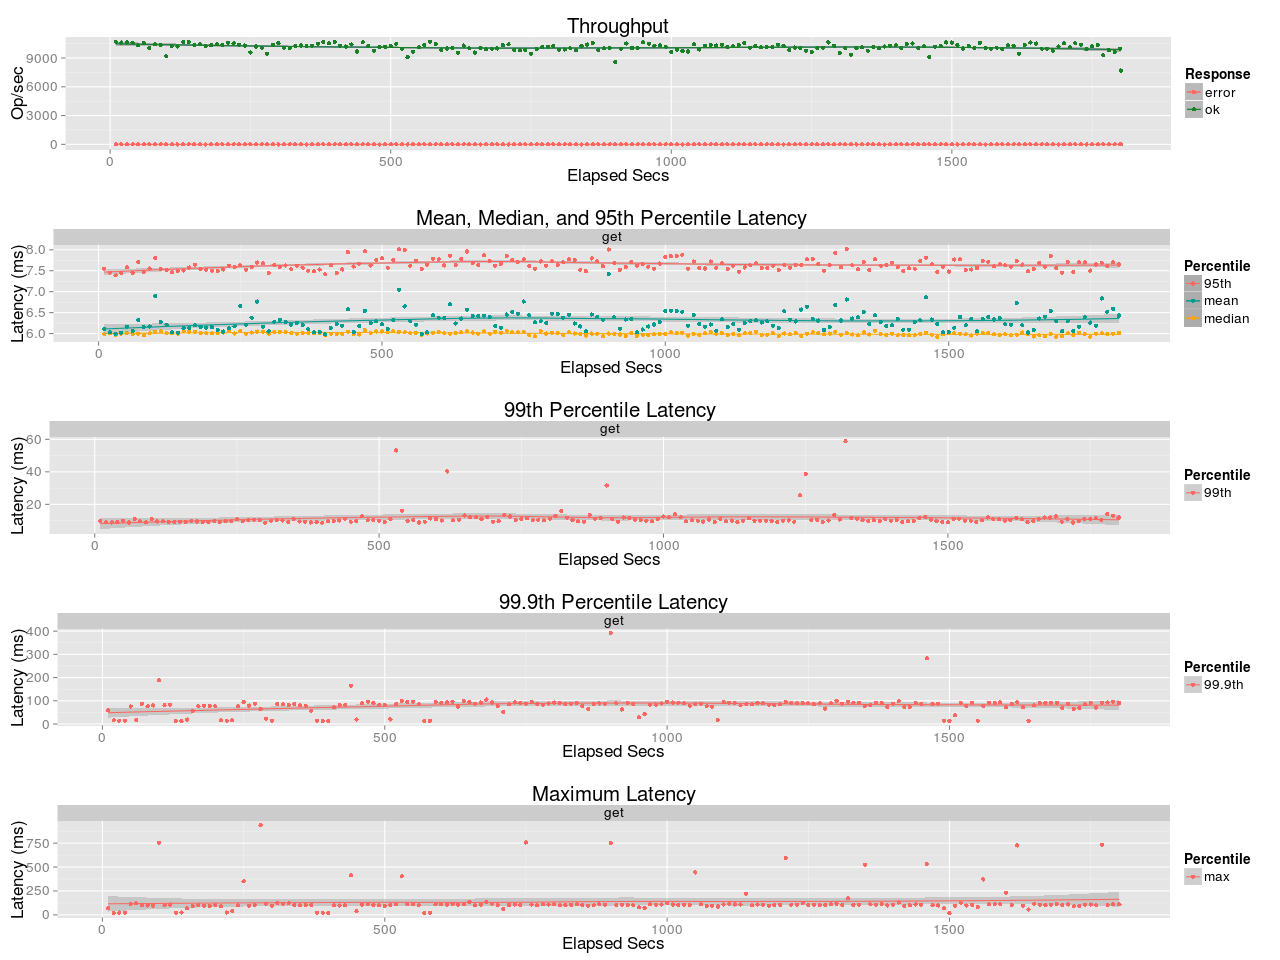 Throughput
Op/sec
9000
6000
3000
0
0 500 1000 1500
Elapsed Secs
Response
error
ok
Mean, Median, and 95th Percentile Latency
get
Latency (ms)
8.0
7.5
7.0
6.5
6.0
0 500 1000 1500
Elapsed Secs
Percentile
95th
mean
median
99th Percentile Latency
get
Latency (ms)
60
40
20
0 500 1000 1500
Elapsed Secs
Percentile
99th
99.9th Percentile Latency
get
Latency (ms)
400
300
200
100
0
0 500 1000 1500
Elapsed Secs
Percentile
99.9th
Maximum Latency
get
Latency (ms)
750
500
250
0
0 500 1000 1500
Elapsed Secs
Percentile
max